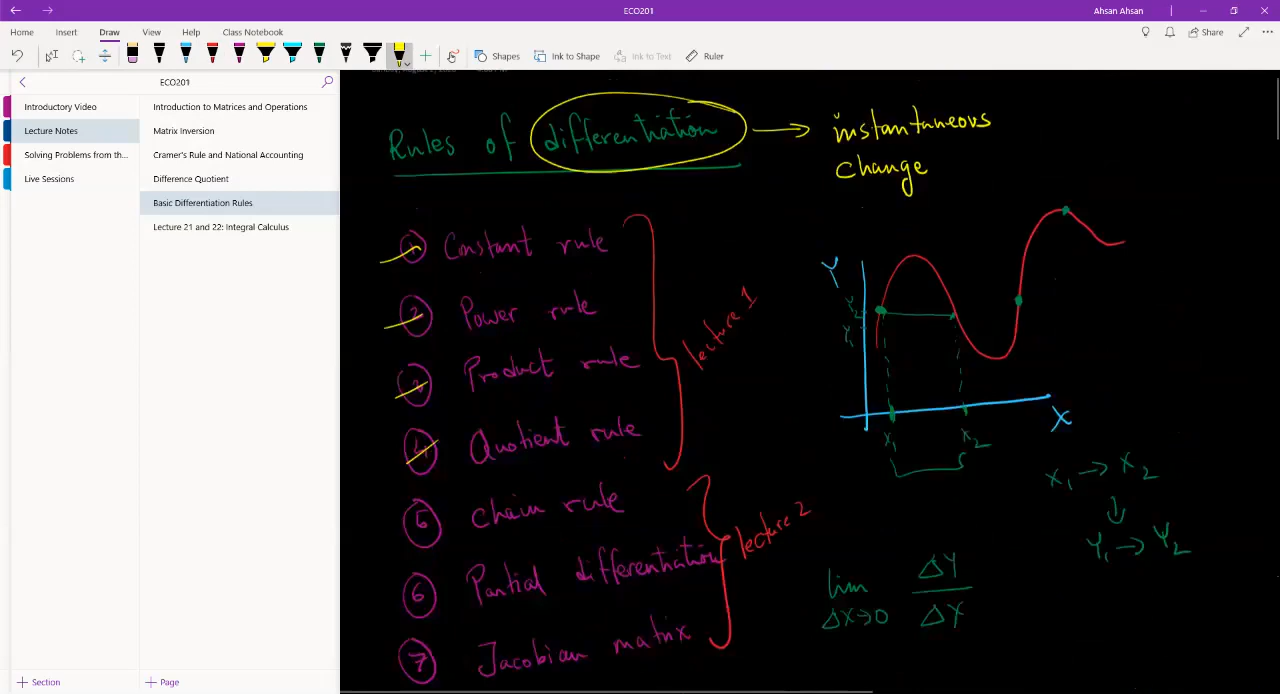 ECO201
Ahsan Ahsan
Home Insert Draw View Help Class Notebook
Share
Shapes Ink to Shape Ink to Text Ruler
ECO201
Introductory Video
Lecture Notes
Solving Problems from th...
Live Sessions
Introduction to Matrices and Operations
Matrix Inversion
Cramer's Rule and National Accounting
Difference Quotient
Basic Differentiation Rules
Lecture 21 and 22: Integral Calculus
+ Section
+ Page
Rules of differentiation → instantaneous
change
1 Constant rule
2 Power rule
3 Product rule
4 Quotient rule
lecture 1
5 Chain rule
6 Partial differentiation
7 Jacobian matrix
lecture 2
Y
Y₂
Y₁
X₁ X₂
X
X₁ → X₂
↓
Y₁ → Y₂
lim ΔY
ΔX→0 ΔX